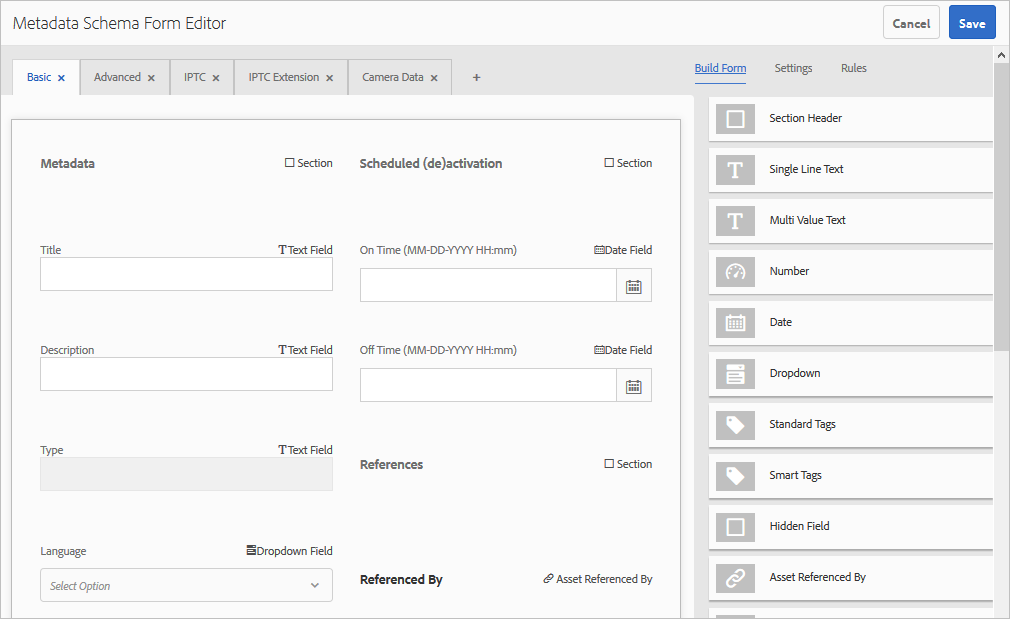 Metadata Schema Form Editor
Cancel
Save
Basic ×
Advanced ×
IPTC ×
IPTC Extension ×
Camera Data ×
+
Build Form
Settings
Rules
Metadata
Section
Scheduled (de)activation
Section
Title
Text Field
On Time (MM-DD-YYYY HH:mm)
Date Field
Description
Text Field
Off Time (MM-DD-YYYY HH:mm)
Date Field
Type
Text Field
References
Section
Language
Dropdown Field
Select Option
Referenced By
Asset Referenced By
Section Header
Single Line Text
Multi Value Text
Number
Date
Dropdown
Standard Tags
Smart Tags
Hidden Field
Asset Referenced By